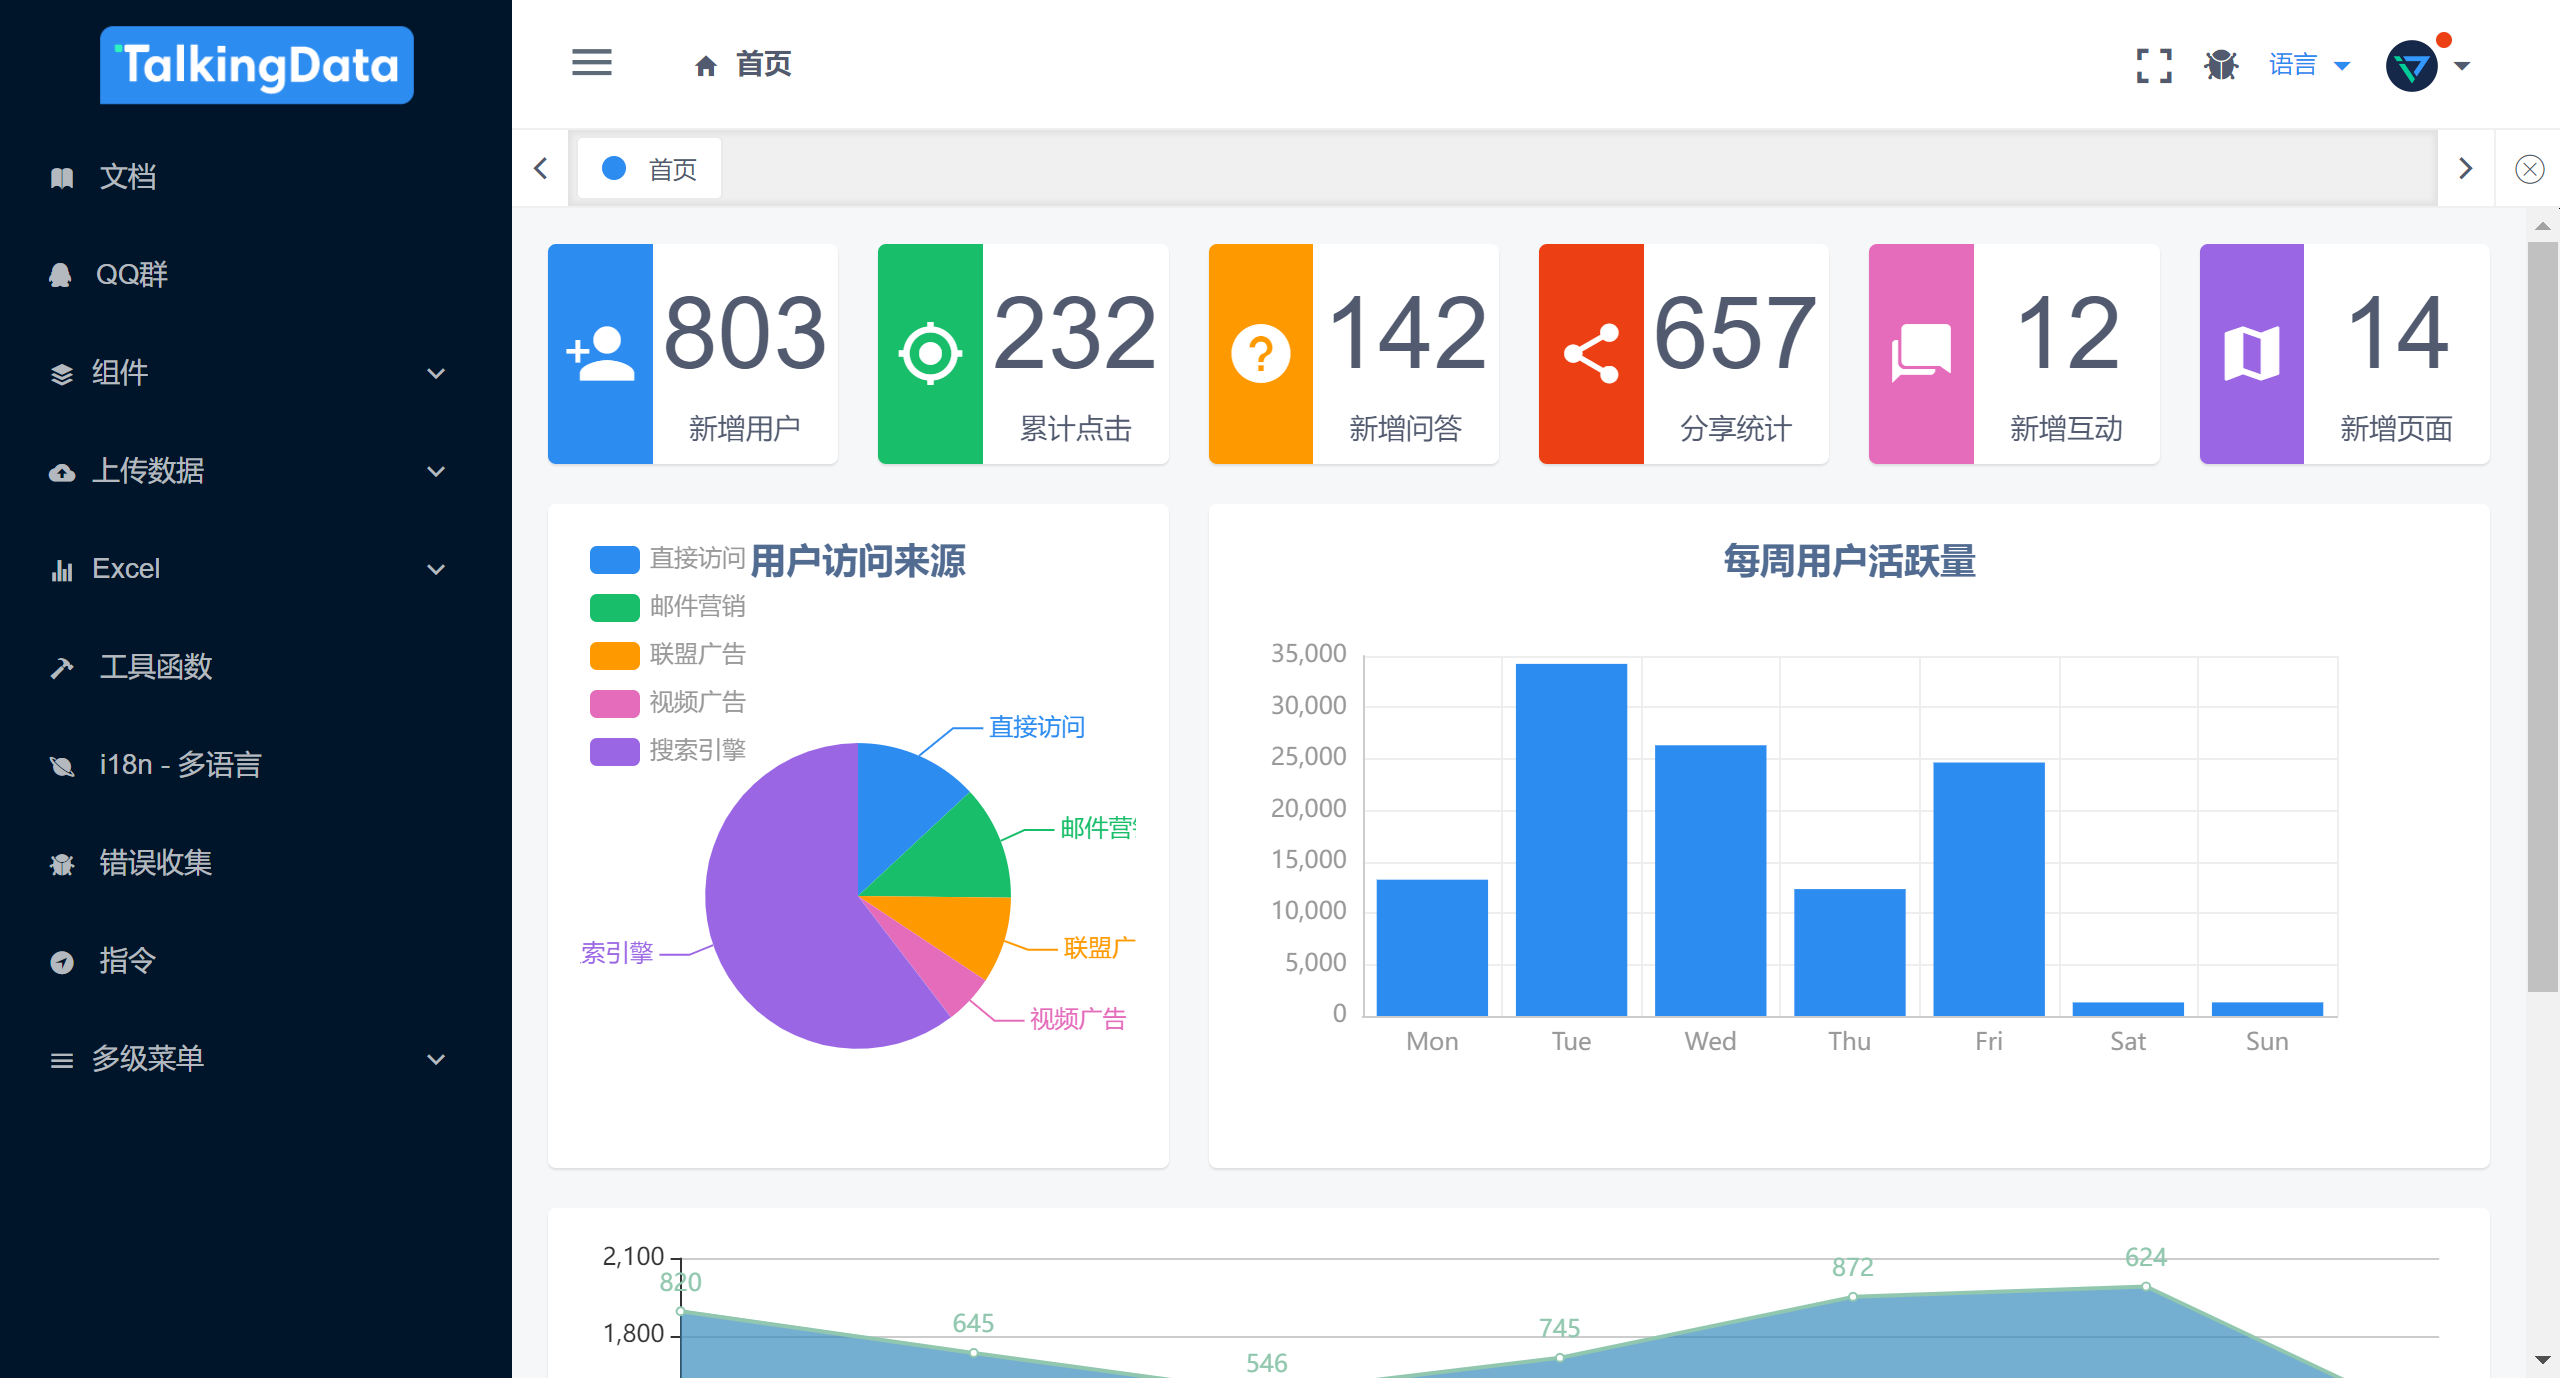 TalkingData
文档
QQ群
组件
上传数据
Excel
工具函数
i18n - 多语言
错误收集
指令
多级菜单
首页
语言
首页
803
新增用户
232
累计点击
142
新增问答
657
分享统计
12
新增互动
14
新增页面
用户访问来源
直接访问
邮件营销
联盟广告
视频广告
搜索引擎
直接访问
邮件营
联盟广
视频广告
索引擎
每周用户活跃量
35,000
30,000
25,000
20,000
15,000
10,000
5,000
0
Mon Tue Wed Thu Fri Sat Sun
2,100
1,800
820
645
546
745
872
624